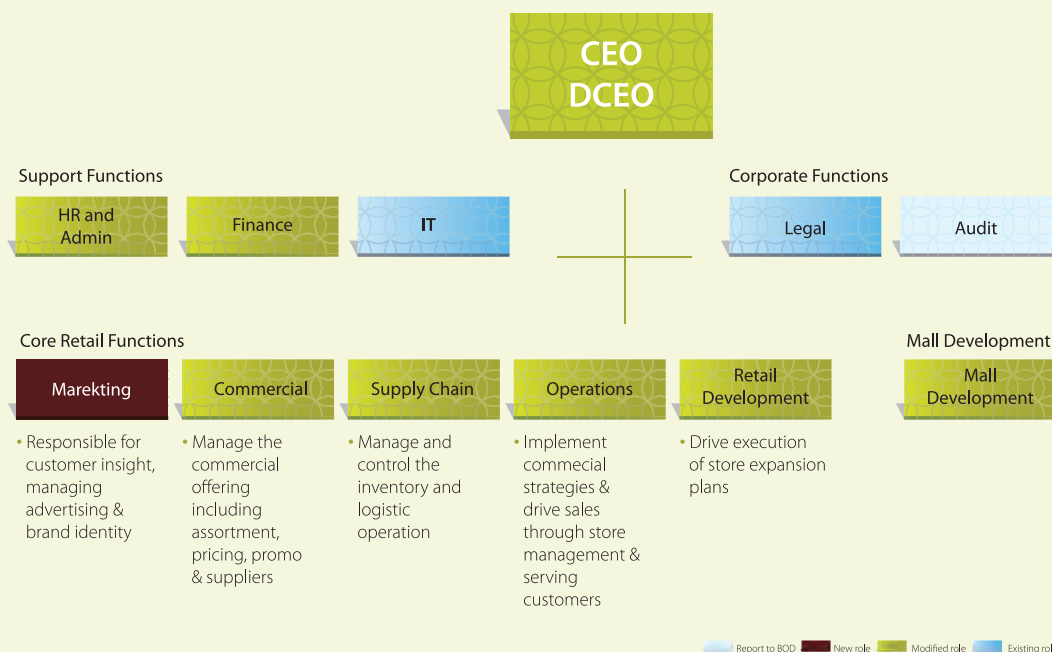 CEO
DCEO
Support Functions
HR and
Admin
Finance
IT
Corporate Functions
Legal
Audit
Core Retail Functions
Marekting
Commercial
Supply Chain
Operations
Retail
Development
Mall Development
Mall
Development
• Responsible for
customer insight,
managing
advertising &
brand identity
• Manage the
commercial
offering
including
assortment,
pricing, promo
& suppliers
• Manage and
control the
inventory and
logistic
operation
• Implement
commecial
strategies &
drive sales
through store
management &
serving
customers
• Drive execution
of store expansion
plans
Report to BOD
New role
Modified role
Existing rol